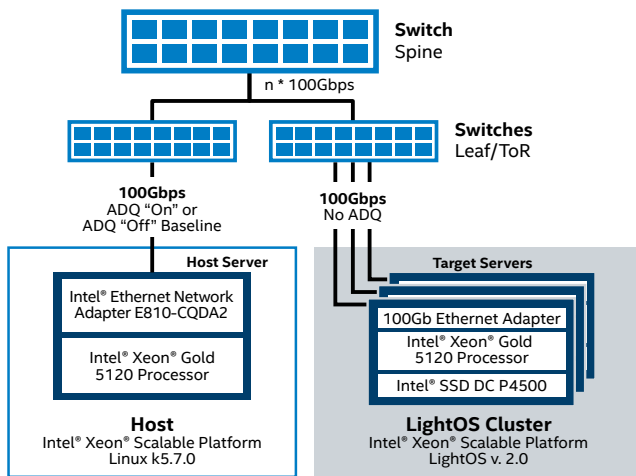 Switch
Spine
n * 100Gbps
Switches
Leaf/ToR
100Gbps
ADQ “On” or
ADQ “Off” Baseline
100Gbps
No ADQ
Host Server
Intel® Ethernet Network
Adapter E810-CQDA2
Intel® Xeon® Gold
5120 Processor
Host
Intel® Xeon® Scalable Platform
Linux k5.7.0
Target Servers
100Gb Ethernet Adapter
Intel® Xeon® Gold
5120 Processor
Intel® SSD DC P4500
LightOS Cluster
Intel® Xeon® Scalable Platform
LightOS v. 2.0